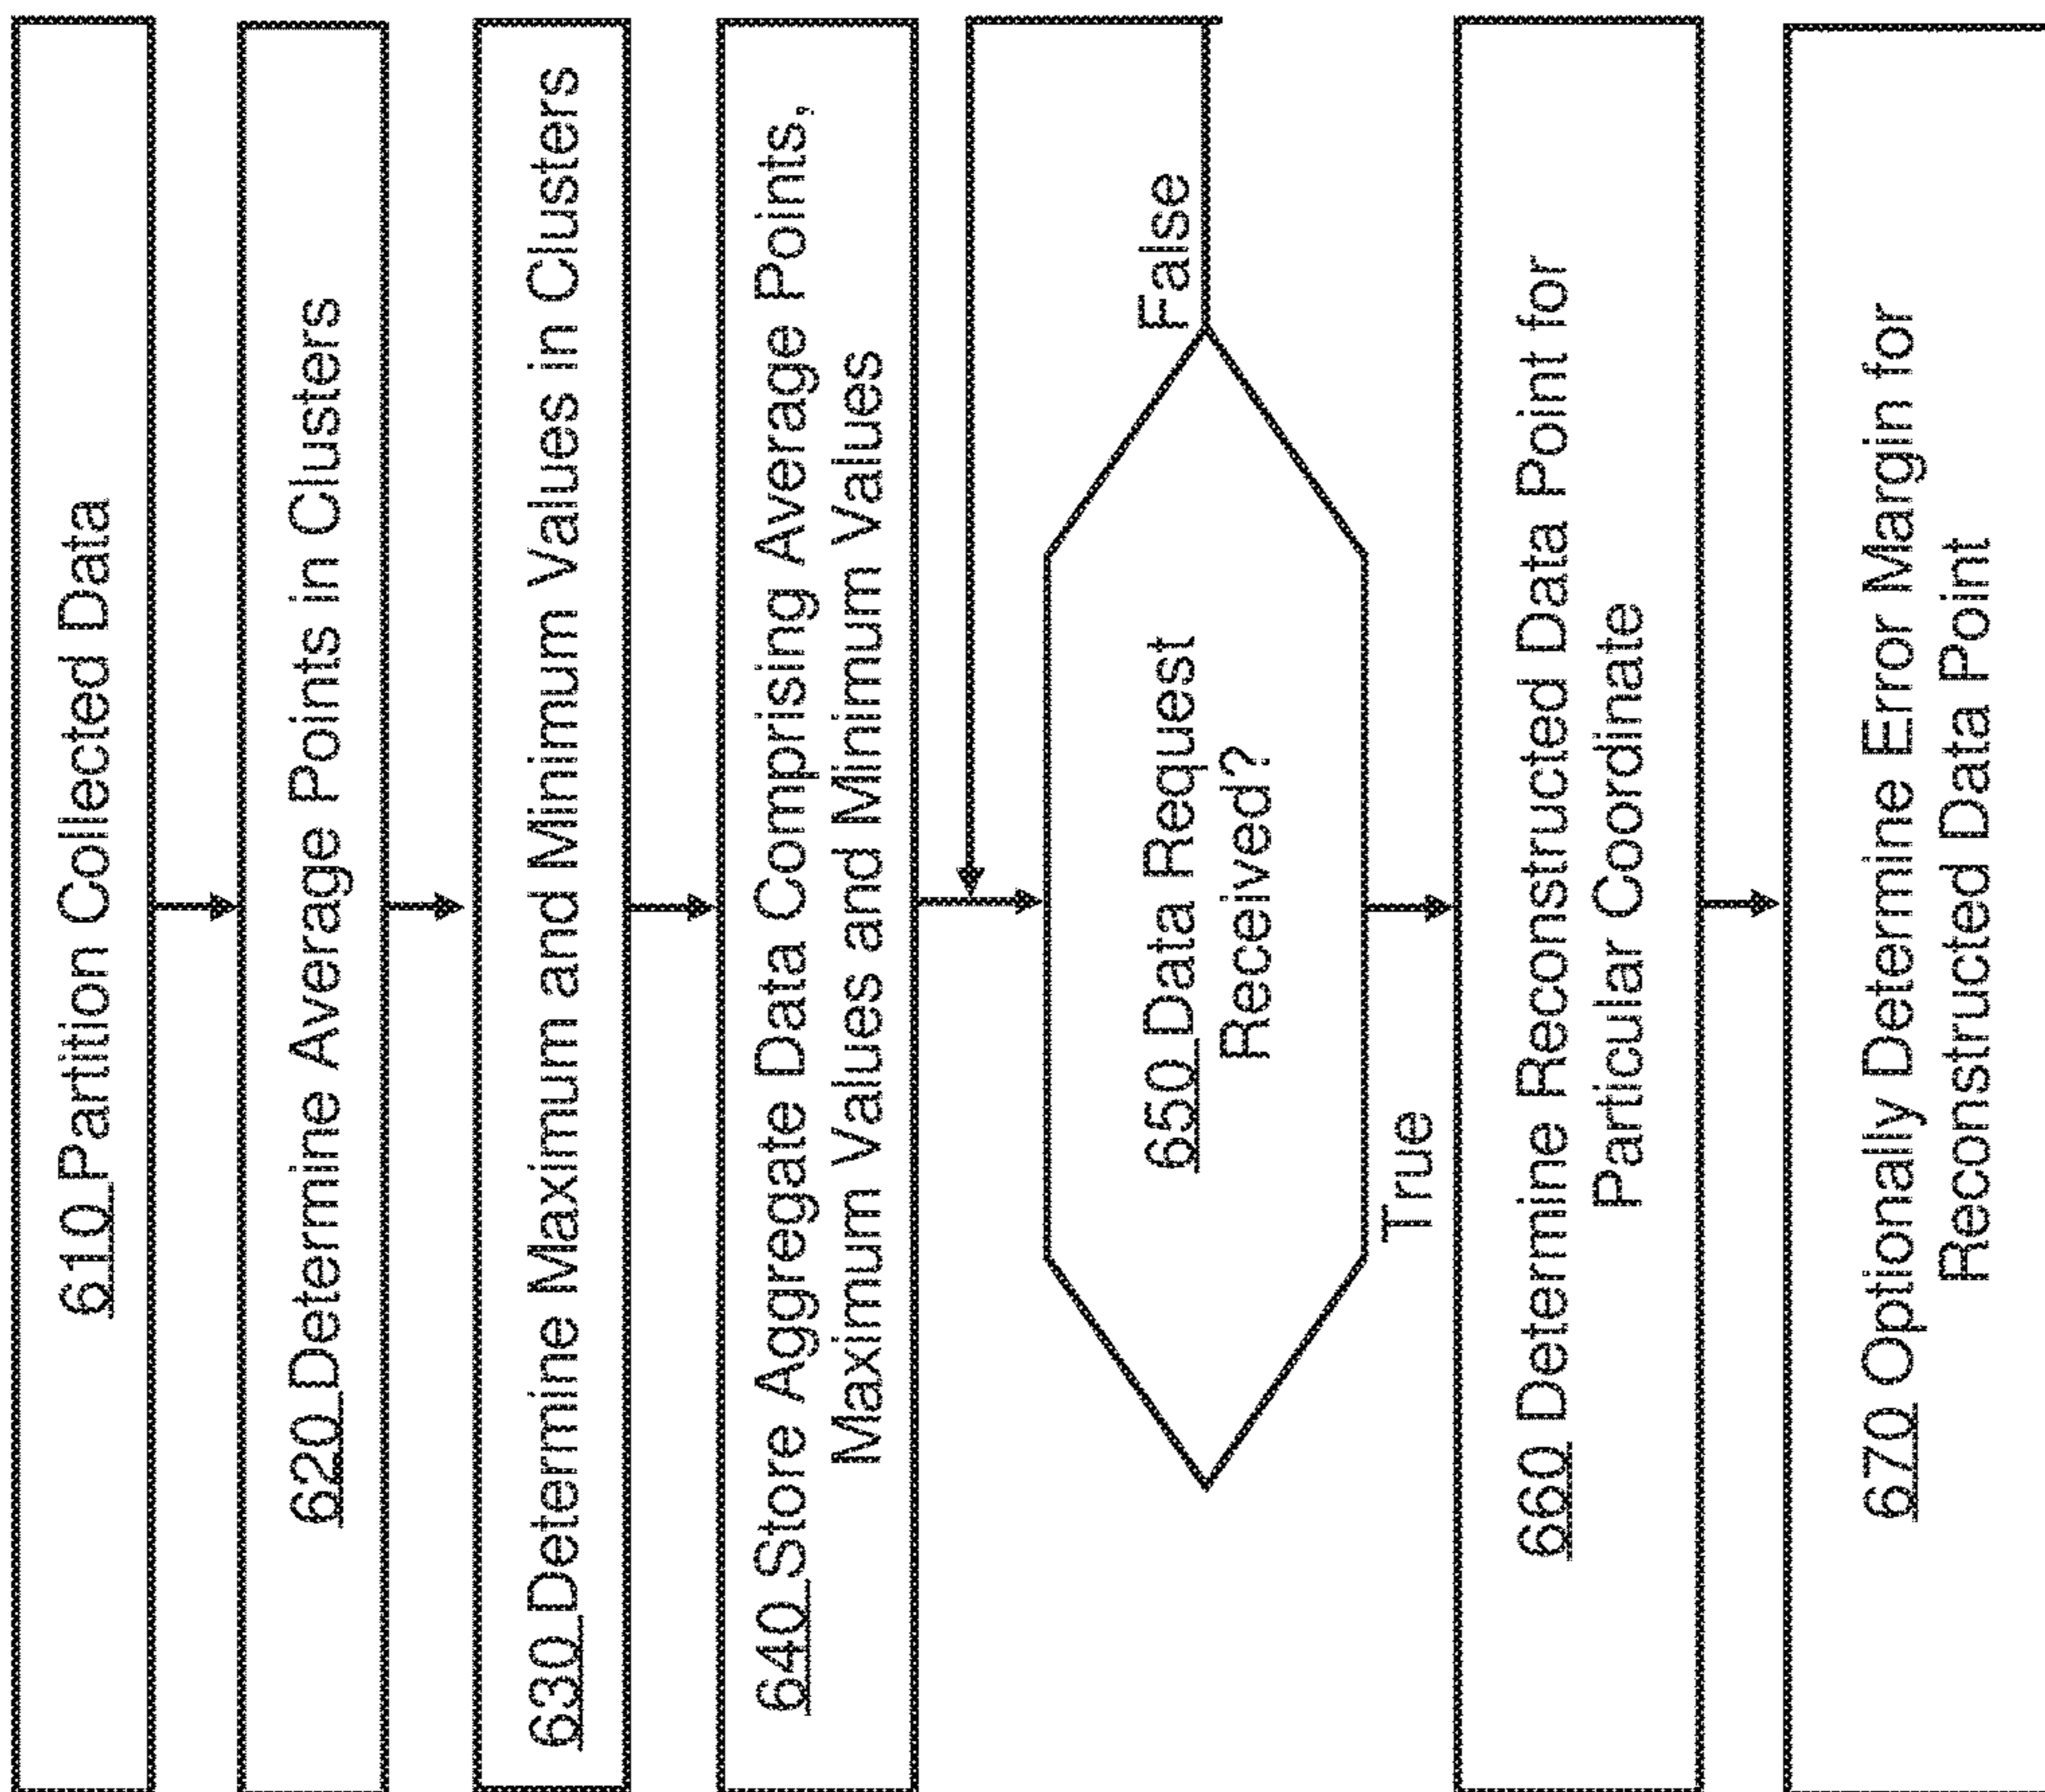 610 Partition Collected Data
620 Determine Average Points in Clusters
630 Determine Maximum and Minimum Values in Clusters
640 Store Aggregate Data Comprising Average Points,
Maximum Values and Minimum Values
650 Data Request
Received?
False
True
660 Determine Reconstructed Data Point for
Particular Coordinate
670 Optionally Determine Error Margin for
Reconstructed Data Point